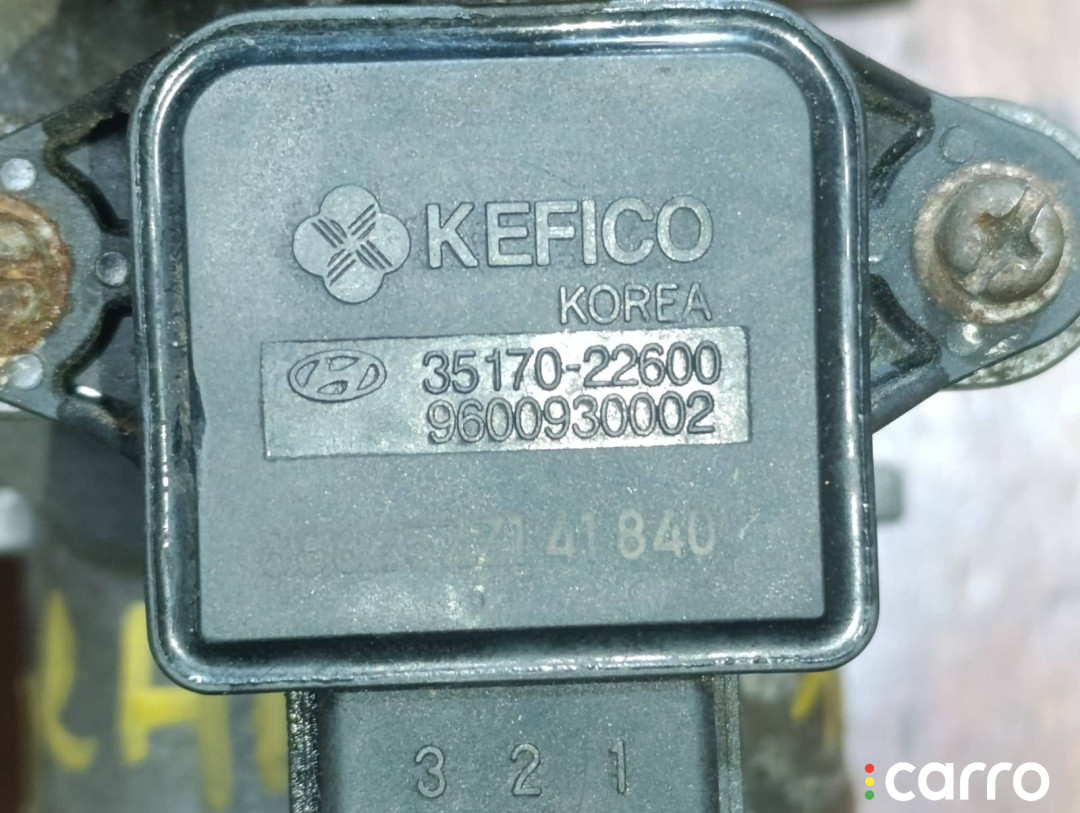 KEFICO
KOREA
35170-22600
9600930002
41 840
3 2 1
carro